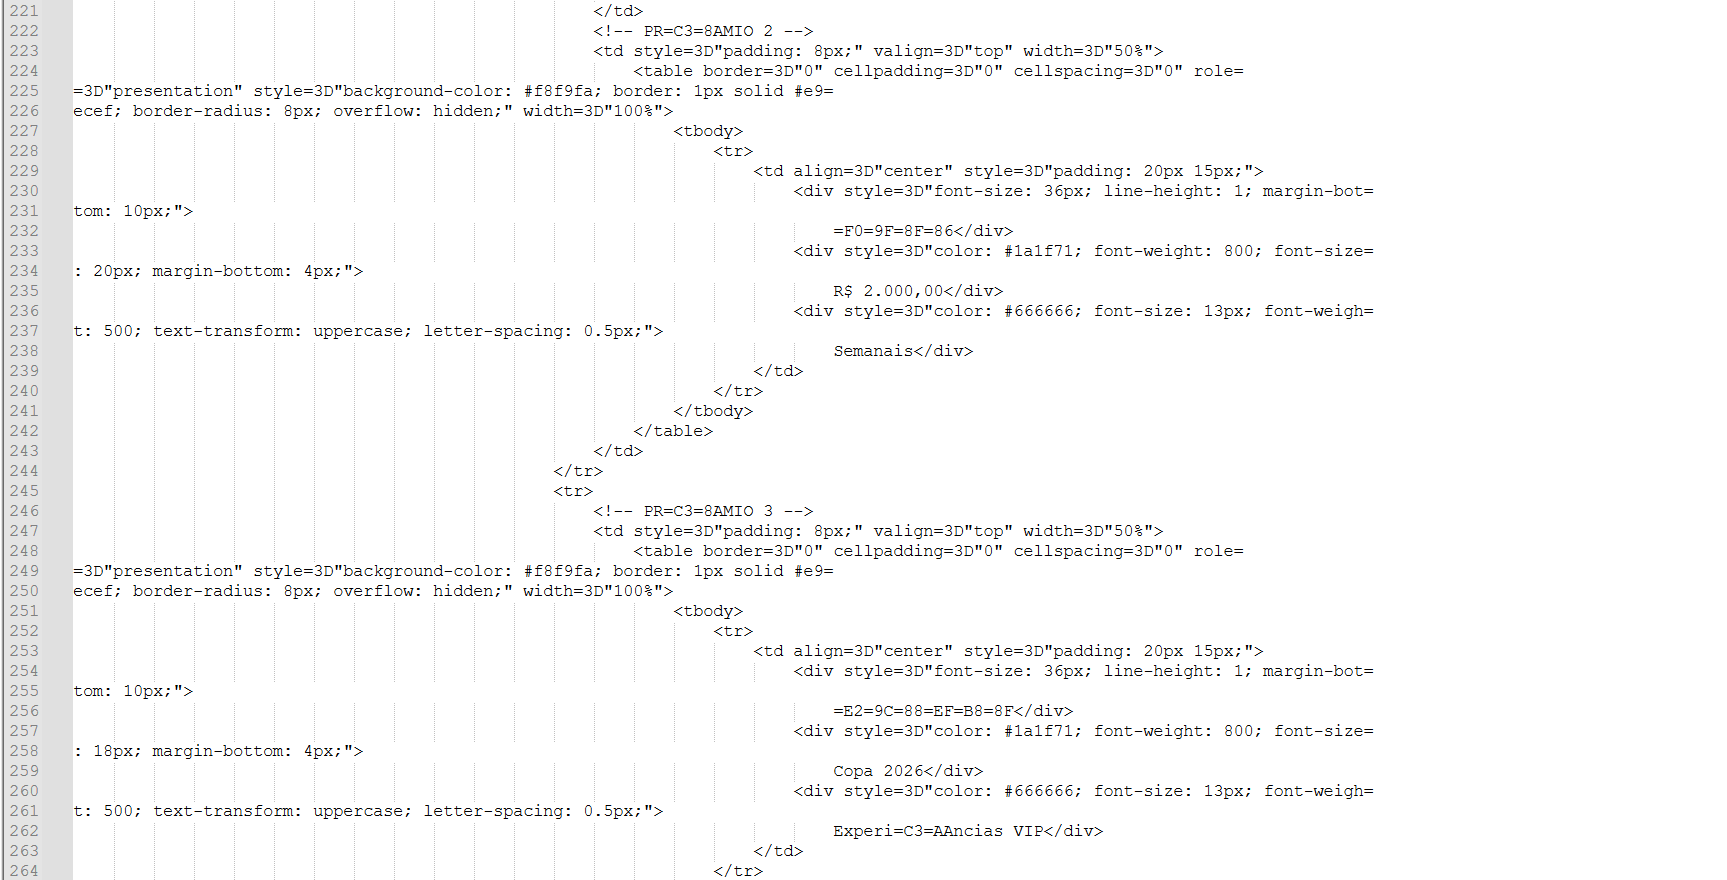 221 </td>
222 <!-- PR=C3=8AMIO 2 -->
223 <td style=3D"padding: 8px;" valign=3D"top" width=3D"50%">
224 <table border=3D"0" cellpadding=3D"0" cellspacing=3D"0" role=
225 =3D"presentation" style=3D"background-color: #f8f9fa; border: 1px solid #e9=
226 ecef; border-radius: 8px; overflow: hidden;" width=3D"100%">
227 <tbody>
228 <tr>
229 <td align=3D"center" style=3D"padding: 20px 15px;">
230 <div style=3D"font-size: 36px; line-height: 1; margin-bot=
231 tom: 10px;">
232 =F0=9F=8F=86</div>
233 <div style=3D"color: #1a1f71; font-weight: 800; font-size=
234 : 20px; margin-bottom: 4px;">
235 R$ 2.000,00</div>
236 <div style=3D"color: #666666; font-size: 13px; font-weigh=
237 t: 500; text-transform: uppercase; letter-spacing: 0.5px;">
238 Semanais</div>
239 </td>
240 </tr>
241 </tbody>
242 </table>
243 </td>
244 </tr>
245 <tr>
246 <!-- PR=C3=8AMIO 3 -->
247 <td style=3D"padding: 8px;" valign=3D"top" width=3D"50%">
248 <table border=3D"0" cellpadding=3D"0" cellspacing=3D"0" role=
249 =3D"presentation" style=3D"background-color: #f8f9fa; border: 1px solid #e9=
250 ecef; border-radius: 8px; overflow: hidden;" width=3D"100%">
251 <tbody>
252 <tr>
253 <td align=3D"center" style=3D"padding: 20px 15px;">
254 <div style=3D"font-size: 36px; line-height: 1; margin-bot=
255 tom: 10px;">
256 =E2=9C=88=EF=B8=8F</div>
257 <div style=3D"color: #1a1f71; font-weight: 800; font-size=
258 : 18px; margin-bottom: 4px;">
259 Copa 2026</div>
260 <div style=3D"color: #666666; font-size: 13px; font-weigh=
261 t: 500; text-transform: uppercase; letter-spacing: 0.5px;">
262 Experi=C3=AAncias VIP</div>
263 </td>
264 </tr>